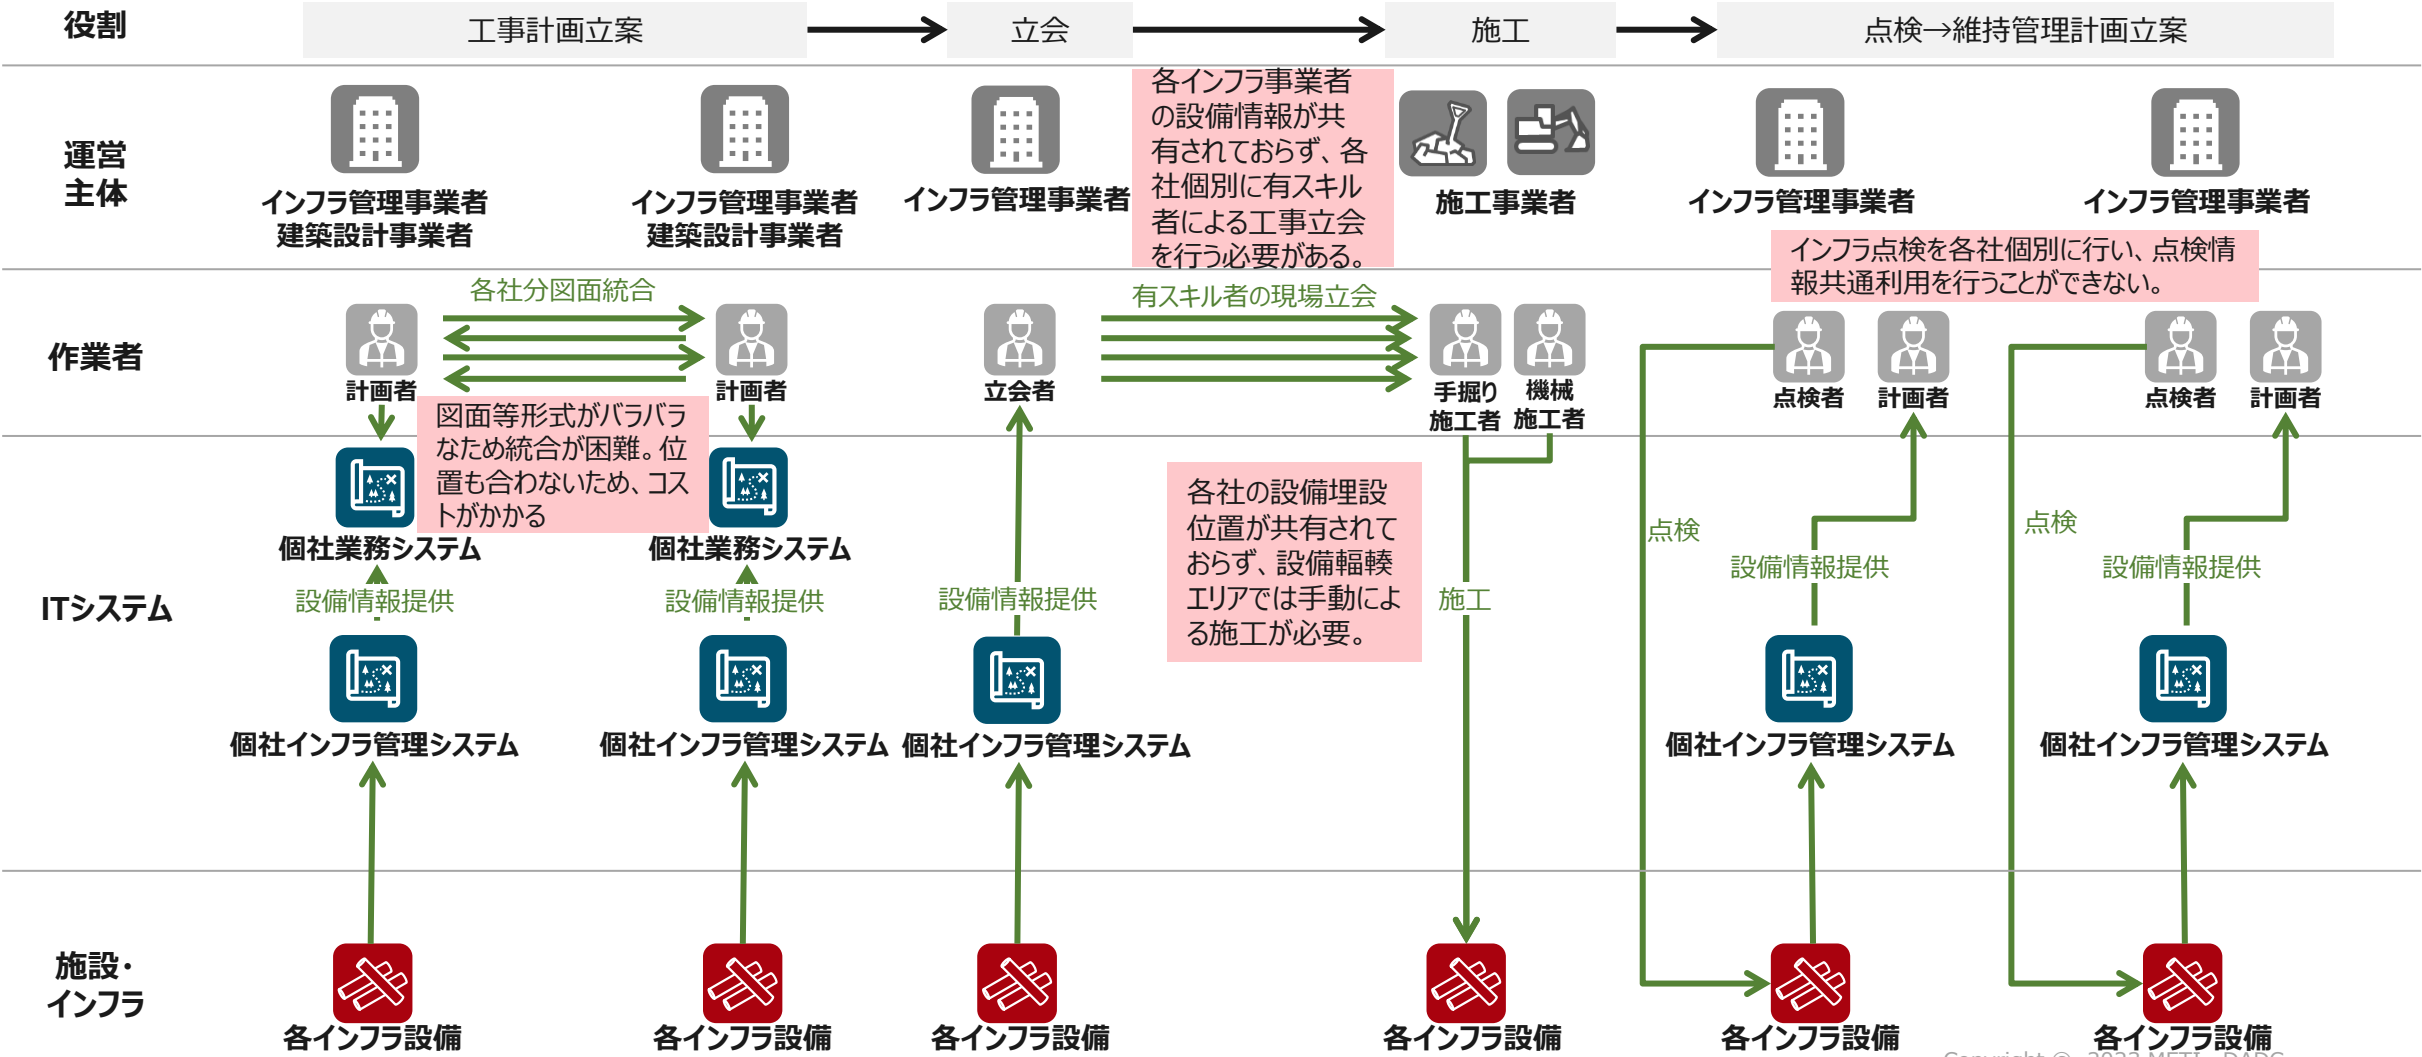 役割
工事計画立案
立会
施工
点検→維持管理計画立案
運営
主体
インフラ管理事業者
建築設計事業者
インフラ管理事業者
建築設計事業者
インフラ管理事業者
各インフラ事業者
の設備情報が共
有されておらず、各
社個別に有スキル
者による工事立会
を行う必要がある。
施工事業者
インフラ管理事業者
インフラ管理事業者
インフラ点検を各社個別に行い、点検情
報共通利用を行うことができない。
作業者
各社分図面統合
有スキル者の現場立会
計画者
計画者
立会者
手掘り
施工者
機械
施工者
点検者
計画者
点検者
計画者
図面等形式がバラバラ
なため統合が困難。位
置も合わないため、コス
トがかかる
ITシステム
個社業務システム
個社業務システム
各社の設備埋設
位置が共有されて
おらず、設備輻輳
エリアでは手動によ
る施工が必要。
設備情報提供
設備情報提供
設備情報提供
施工
点検
設備情報提供
点検
設備情報提供
個社インフラ管理システム
個社インフラ管理システム
個社インフラ管理システム
個社インフラ管理システム
個社インフラ管理システム
施設・
インフラ
各インフラ設備
各インフラ設備
各インフラ設備
各インフラ設備
各インフラ設備
各インフラ設備